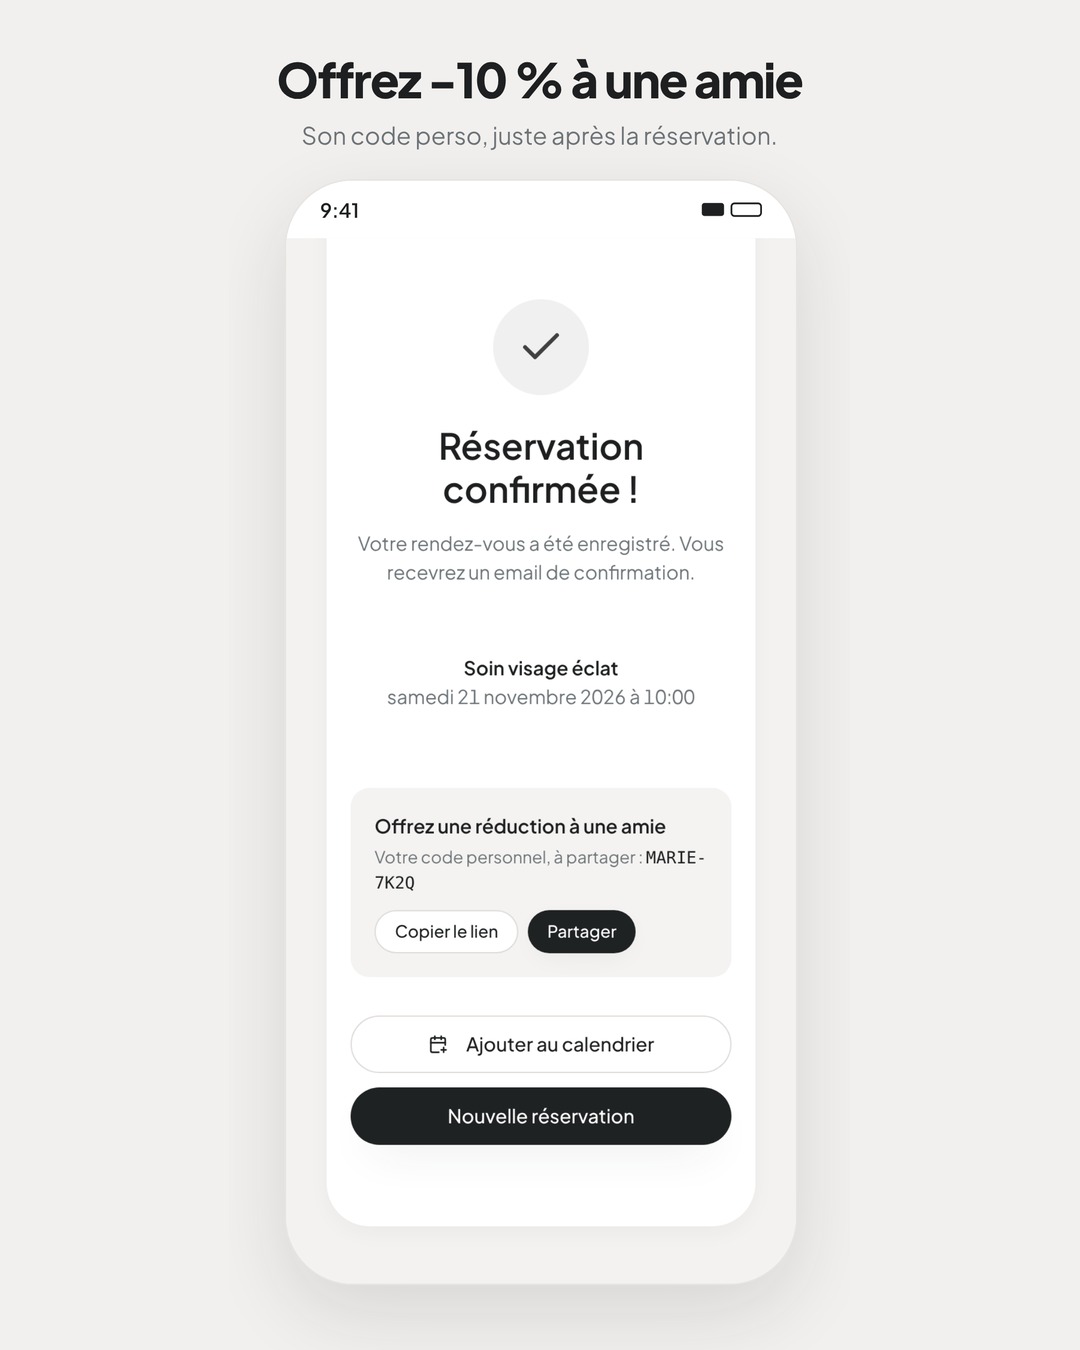 Offrez −10 % à une amie
Son code perso, juste après la réservation.
9:41
Réservation
confirmée !
Votre rendez-vous a été enregistré. Vous
recevrez un email de confirmation.
Soin visage éclat
samedi 21 novembre 2026 à 10:00
Offrez une réduction à une amie
Votre code personnel, à partager : MARIE-
7K2Q
Copier le lien
Partager
Ajouter au calendrier
Nouvelle réservation